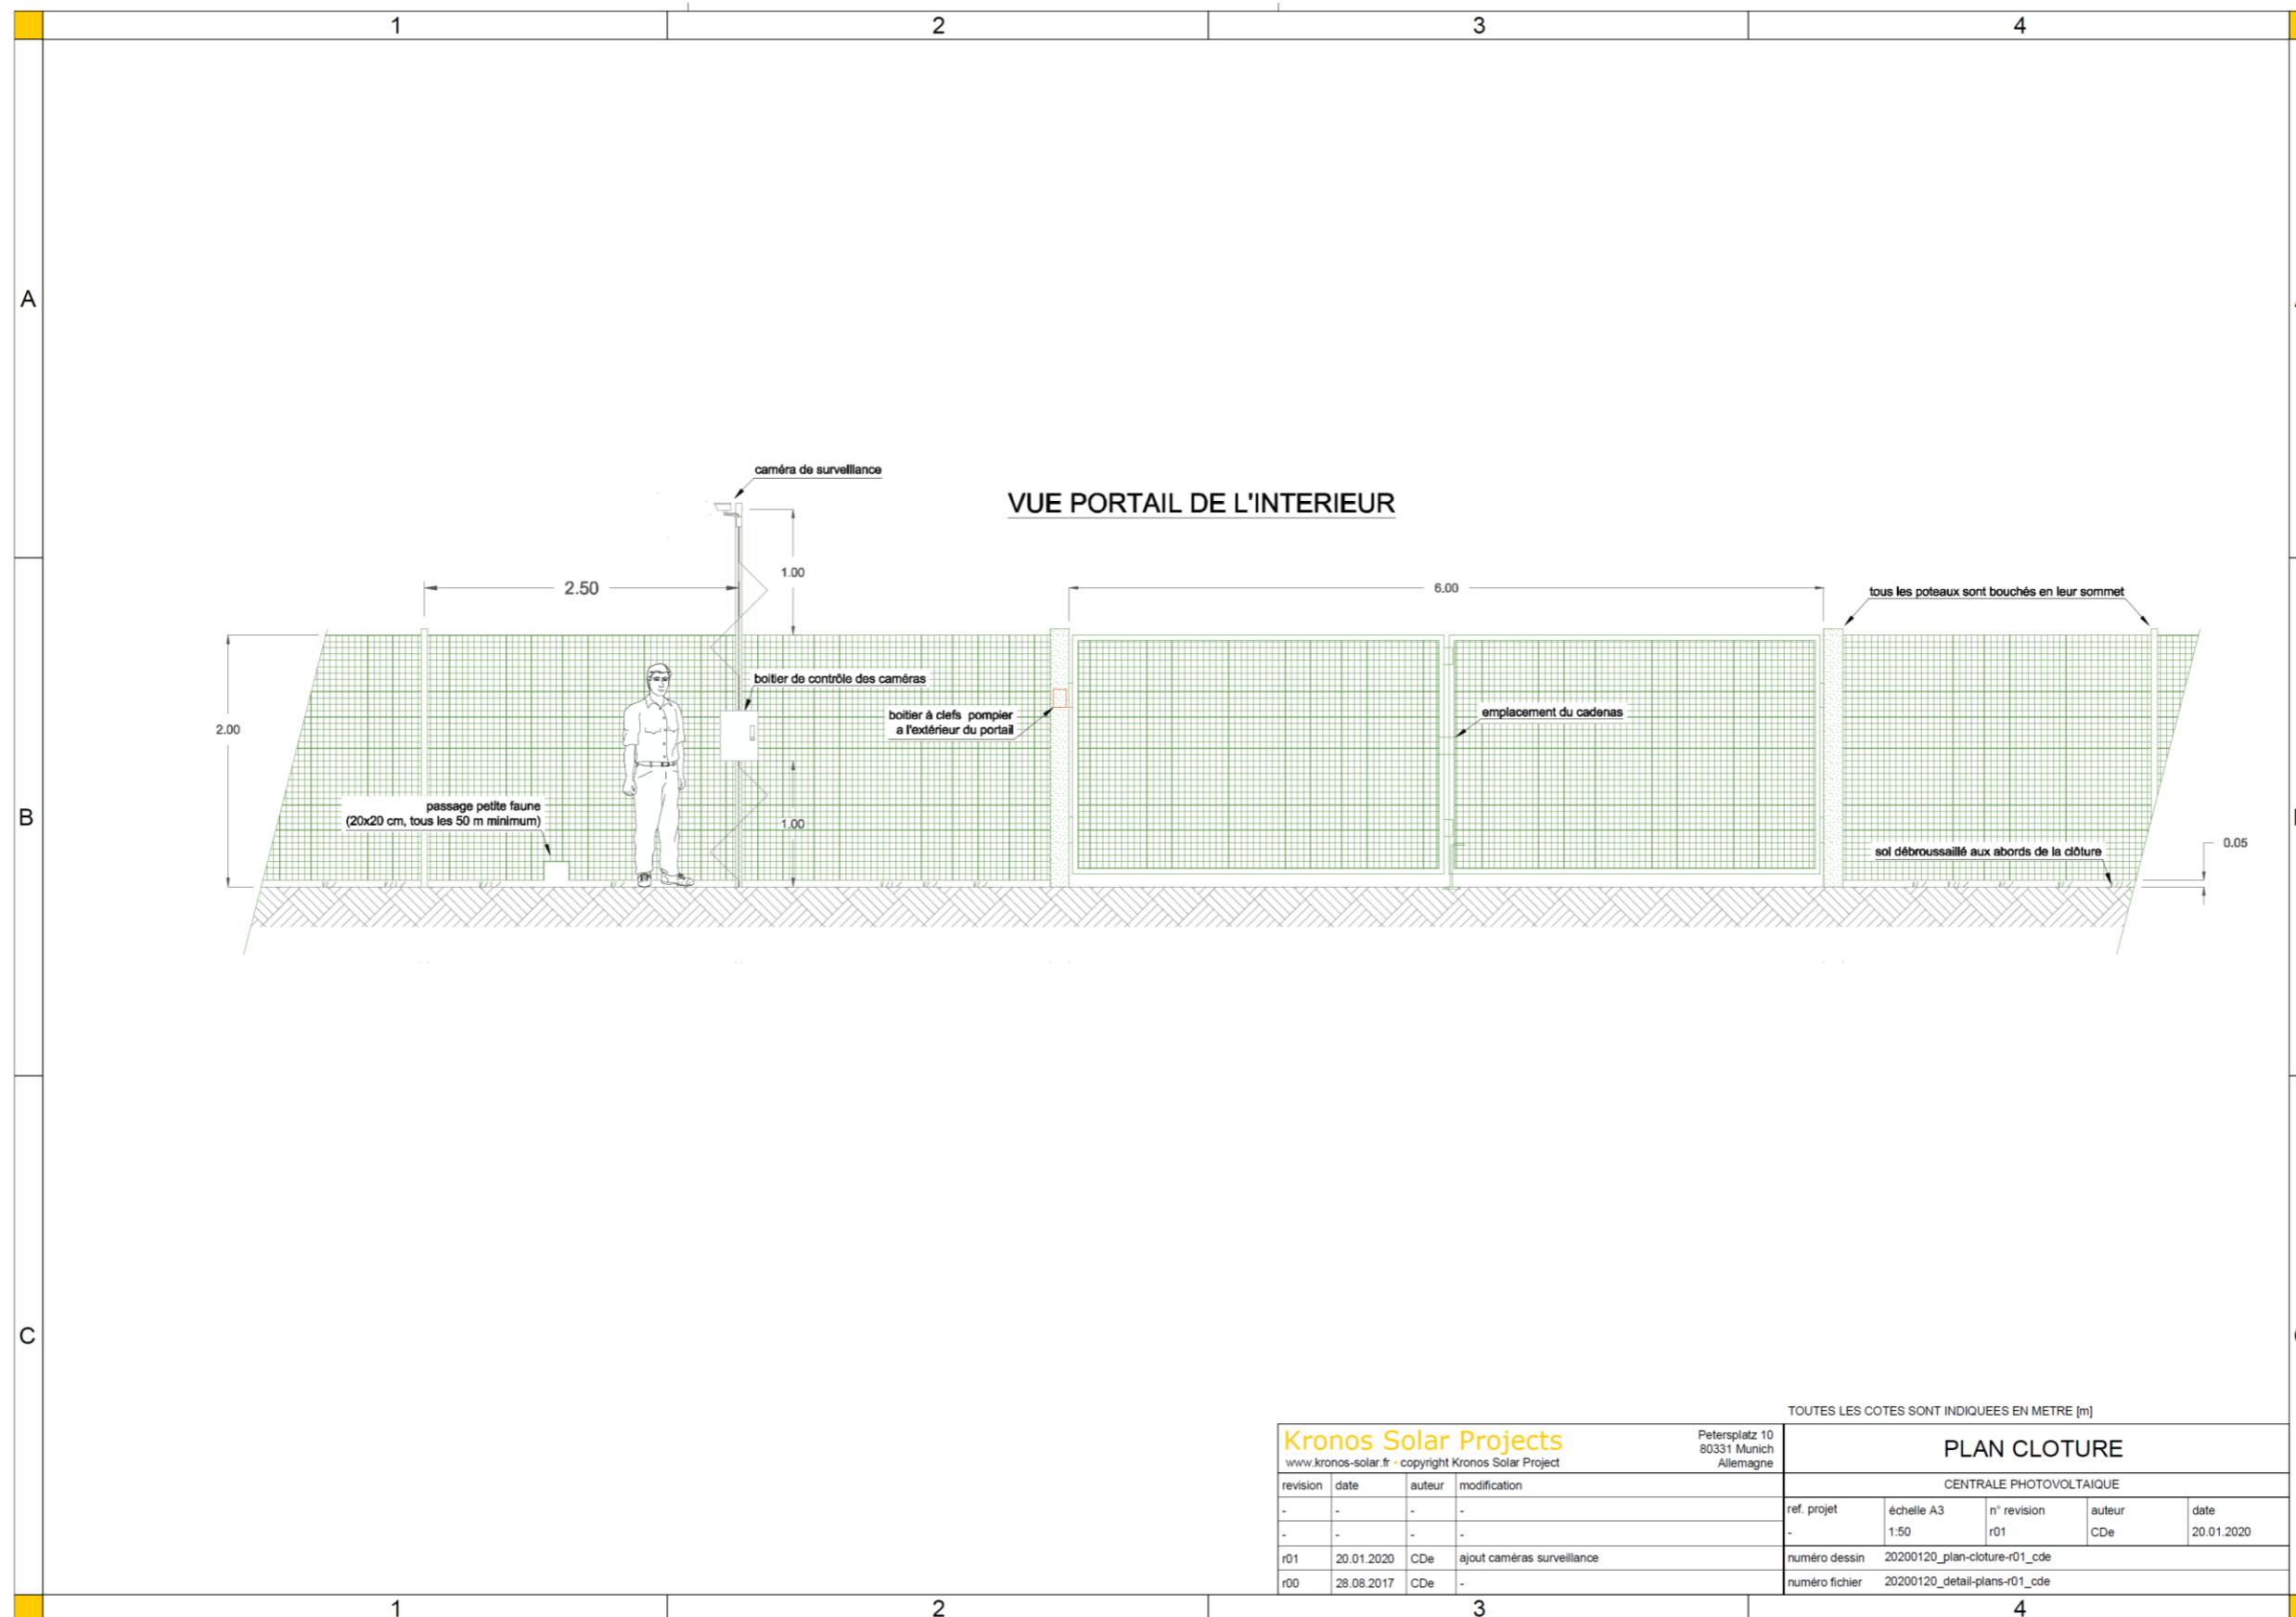 1 2 3 4
A
caméra de surveillance
VUE PORTAIL DE L'INTERIEUR
1.00
2.50
6.00
tous les poteaux sont bouchés en leur sommet
boitier de contrôle des caméras
boitier à clefs pompier
a l'extérieur du portail
emplacement du cadenas
2.00
B
passage petite faune
(20x20 cm, tous les 50 m minimum)
1.00
sol débroussaillé aux abords de la clôture
0.05
C
TOUTES LES COTES SONT INDIQUEES EN METRE [m]
Kronos Solar Projects
www.kronos-solar.fr • copyright Kronos Solar Project
Petersplatz 10
80331 Munich
Allemagne
revision date auteur modification
- - - -
- - - -
r01 20.01.2020 CDe ajout caméras surveillance
r00 28.08.2017 CDe -
PLAN CLOTURE
CENTRALE PHOTOVOLTAIQUE
ref. projet échelle A3 n° revision auteur date
- 1:50 r01 CDe 20.01.2020
numéro dessin 20200120_plan-cloture-r01_cde
numéro fichier 20200120_detail-plans-r01_cde
1 2 3 4